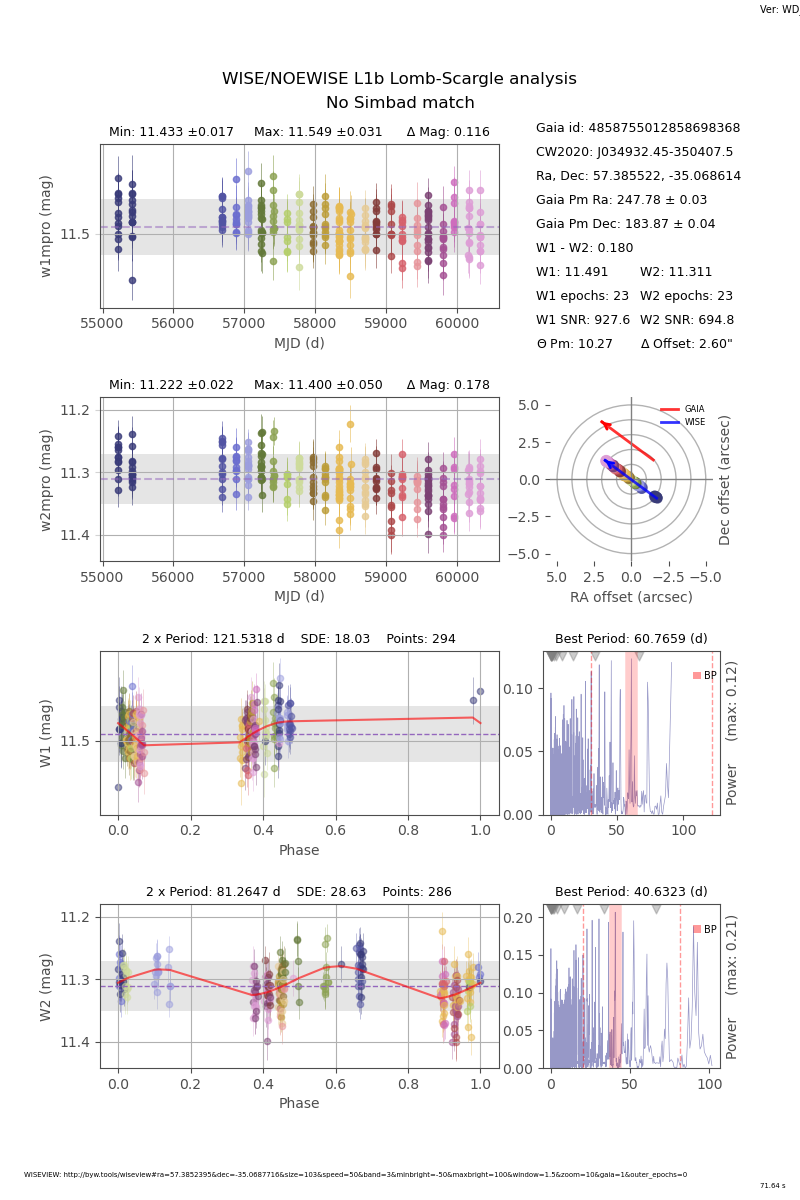 Ver: WD_
WISE/NOEWISE L1b Lomb-Scargle analysis
No Simbad match
Min: 11.433 ±0.017 Max: 11.549 ±0.031 Δ Mag: 0.116
w1mpro (mag)
11.5
55000 56000 57000 58000 59000 60000
MJD (d)
Gaia id: 4858755012858698368
CW2020: J034932.45-350407.5
Ra, Dec: 57.385522, -35.068614
Gaia Pm Ra: 247.78 ± 0.03
Gaia Pm Dec: 183.87 ± 0.04
W1 - W2: 0.180
W1: 11.491 W2: 11.311
W1 epochs: 23 W2 epochs: 23
W1 SNR: 927.6 W2 SNR: 694.8
Θ Pm: 10.27 Δ Offset: 2.60"
Min: 11.222 ±0.022 Max: 11.400 ±0.050 Δ Mag: 0.178
w2mpro (mag)
11.2
11.3
11.4
55000 56000 57000 58000 59000 60000
MJD (d)
GAIA
WISE
5.0
2.5
0.0
−2.5
−5.0
5.0 2.5 0.0 −2.5 −5.0
RA offset (arcsec)
Dec offset (arcsec)
2 x Period: 121.5318 d SDE: 18.03 Points: 294
W1 (mag)
11.5
0.0 0.2 0.4 0.6 0.8 1.0
Phase
Best Period: 60.7659 (d)
BP
0.10
0.05
0.00
0 50 100
Power (max: 0.12)
2 x Period: 81.2647 d SDE: 28.63 Points: 286
W2 (mag)
11.2
11.3
11.4
0.0 0.2 0.4 0.6 0.8 1.0
Phase
Best Period: 40.6323 (d)
BP
0.20
0.15
0.10
0.05
0.00
0 50 100
Power (max: 0.21)
WISEVIEW: http://byw.tools/wiseview#ra=57.3852395&dec=-35.0687716&size=103&speed=50&band=3&minbright=-50&maxbright=100&window=1.5&zoom=10&gaia=1&outer_epochs=0
71.64 s